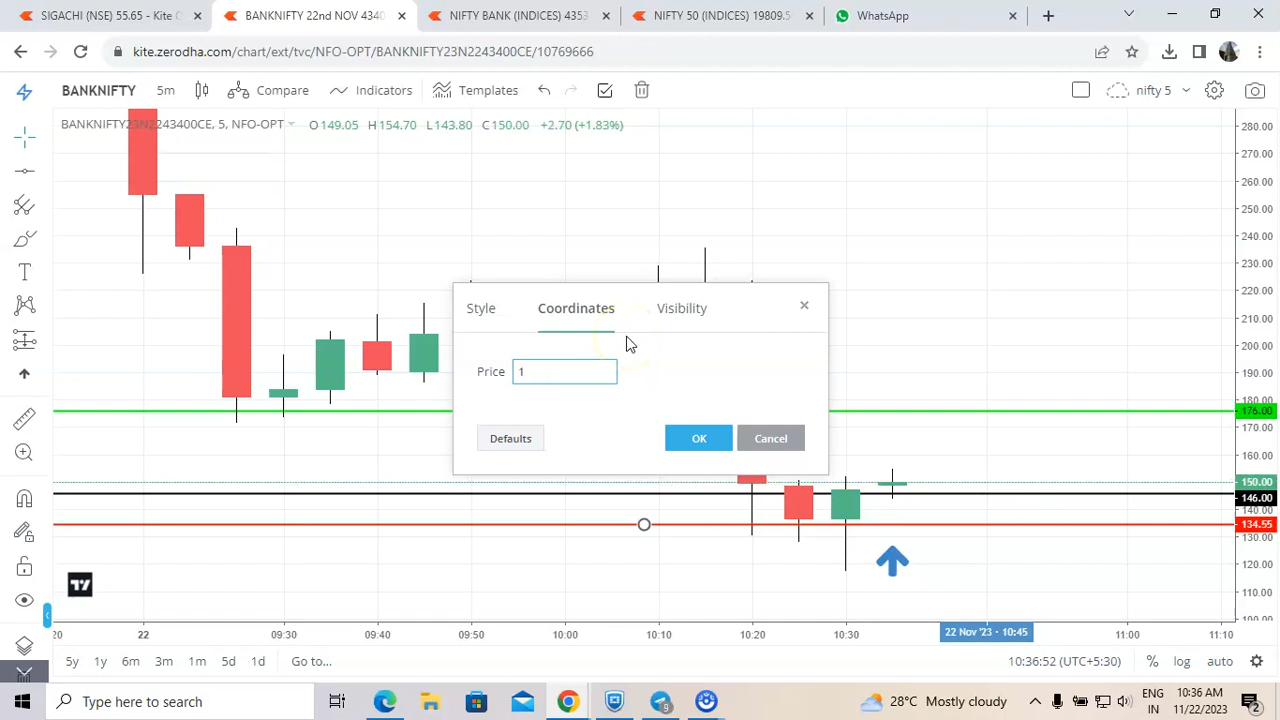 SIGACHI (NSE) 55.65 - Kite C
BANKNIFTY 22nd NOV 4340
NIFTY BANK (INDICES) 4353
NIFTY 50 (INDICES) 19809.5
WhatsApp
kite.zerodha.com/chart/ext/tvc/NFO-OPT/BANKNIFTY23N2243400CE/10769666
BANKNIFTY 5m Compare Indicators Templates nifty 5
BANKNIFTY23N2243400CE, 5, NFO-OPT O 149.05 H 154.70 L 143.80 C 150.00 +2.70 (+1.83%)
280.00
270.00
260.00
250.00
240.00
230.00
220.00
210.00
200.00
190.00
180.00
176.00
170.00
160.00
150.00
146.00
140.00
134.55
130.00
120.00
110.00
100.00
Style Coordinates Visibility
Price 1
Defaults OK Cancel
:20 22 09:30 09:40 09:50 10:00 10:10 10:20 10:30 22 Nov '23 - 10:45 11:00 11:10
5y 1y 6m 3m 1m 5d 1d Go to... 10:36:52 (UTC+5:30) % log auto
Type here to search
9
28°C Mostly cloudy
ENG
IN
10:36 AM
11/22/2023
2